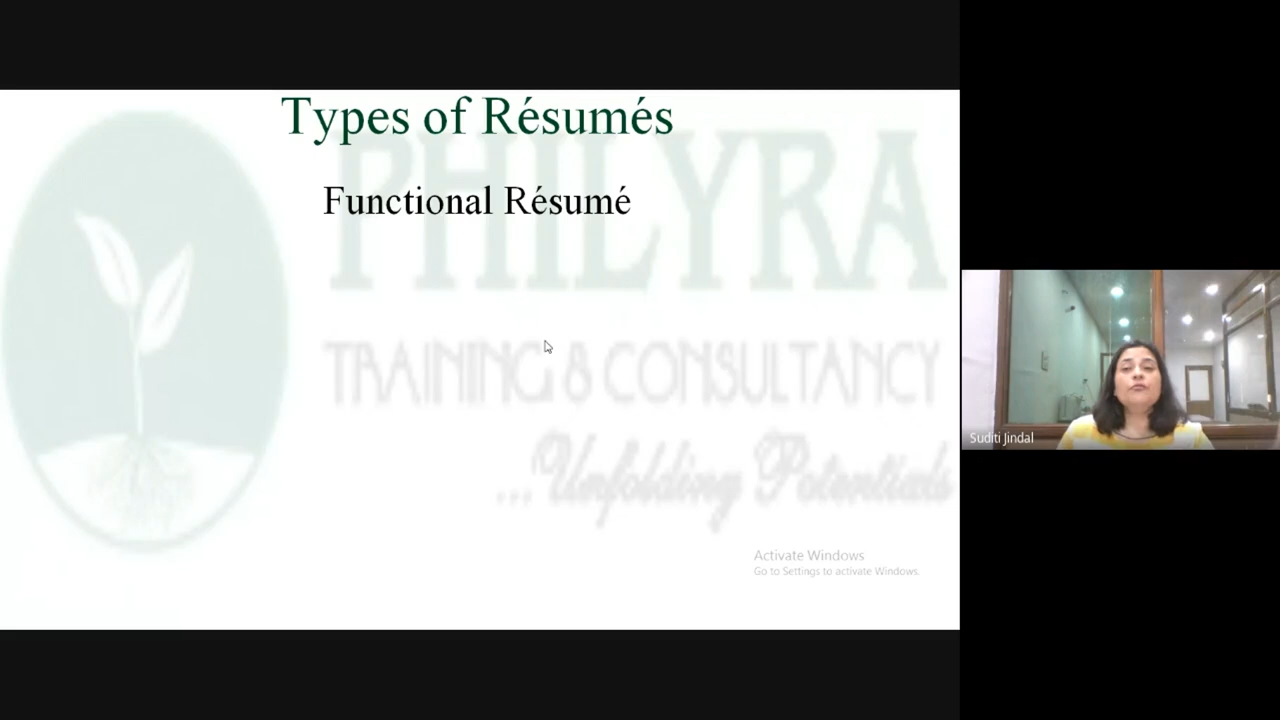 Types of Résumés
Functional Résumé
PHILYRA
TRAINING & CONSULTANCY
... Unfolding Potentials
Activate Windows
Go to Settings to activate Windows.
Suditi Jindal